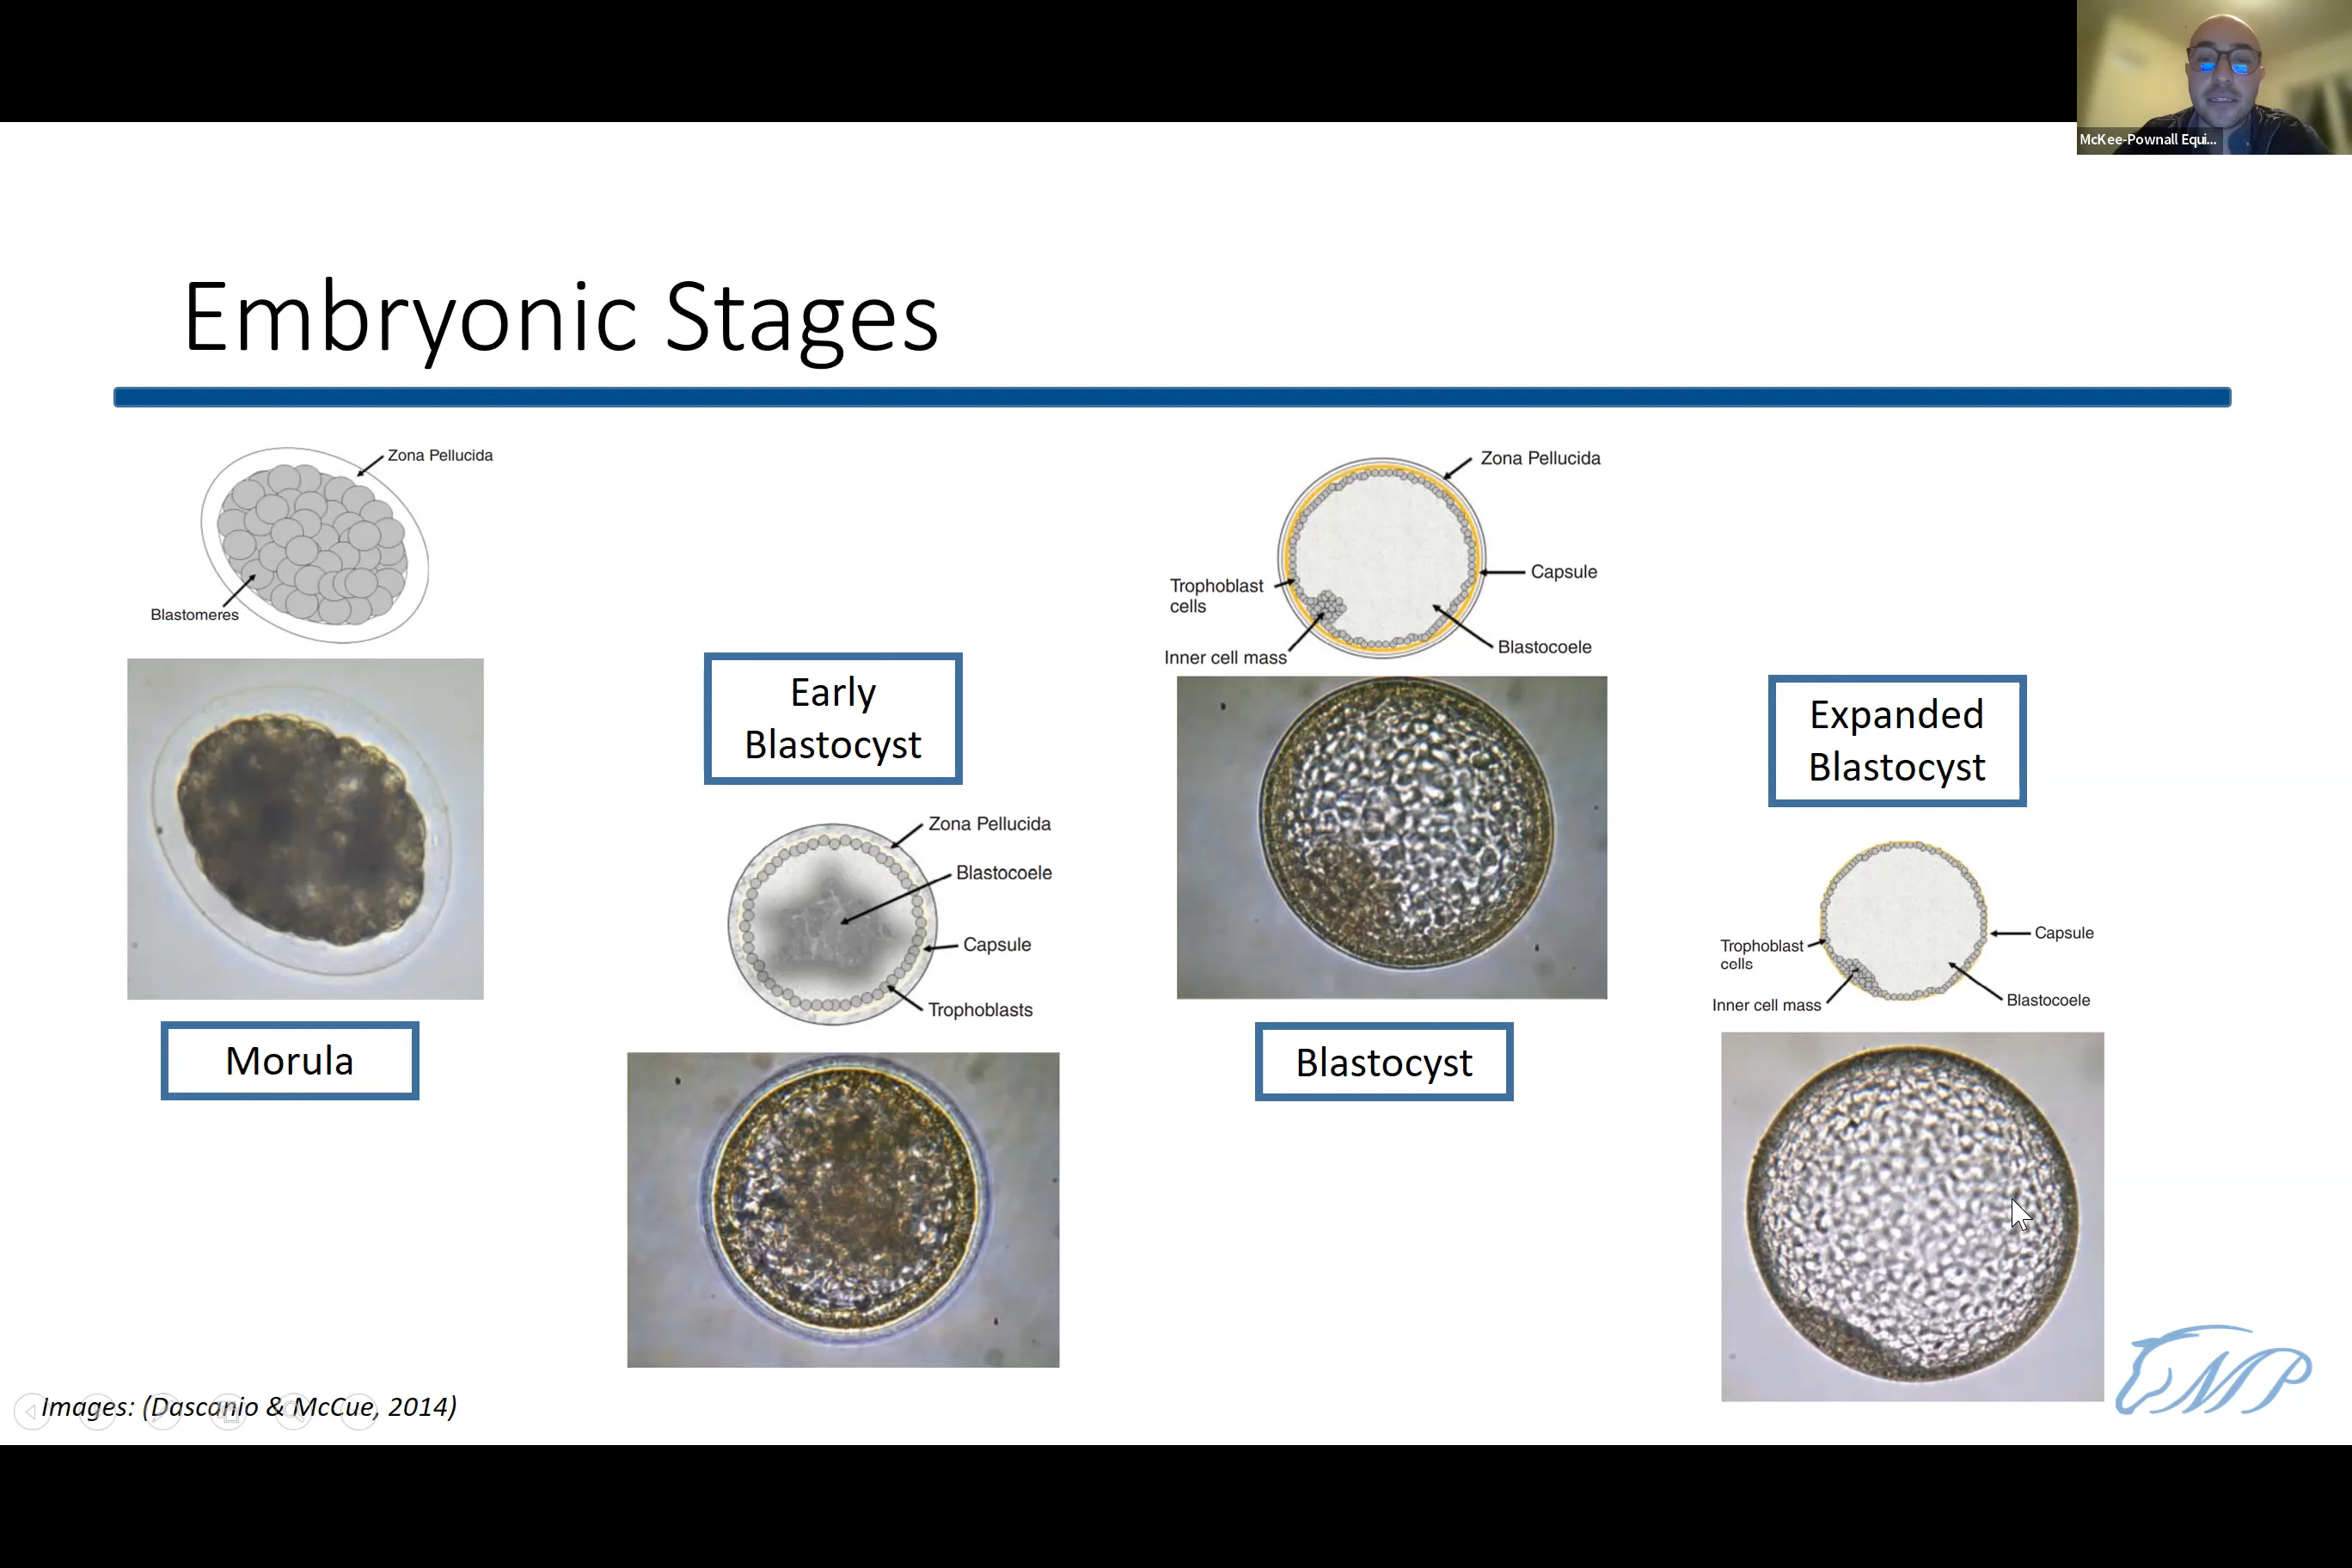 McKee-Pownall Equi...
Embryonic Stages
Zona Pellucida
Blastomeres
Morula
Early
Blastocyst
Zona Pellucida
Blastocoele
Capsule
Trophoblasts
Zona Pellucida
Trophoblast
cells
Capsule
Inner cell mass
Blastocoele
Blastocyst
Expanded
Blastocyst
Trophoblast
cells
Capsule
Inner cell mass
Blastocoele
Images: (Dascanio & McCue, 2014)
MP